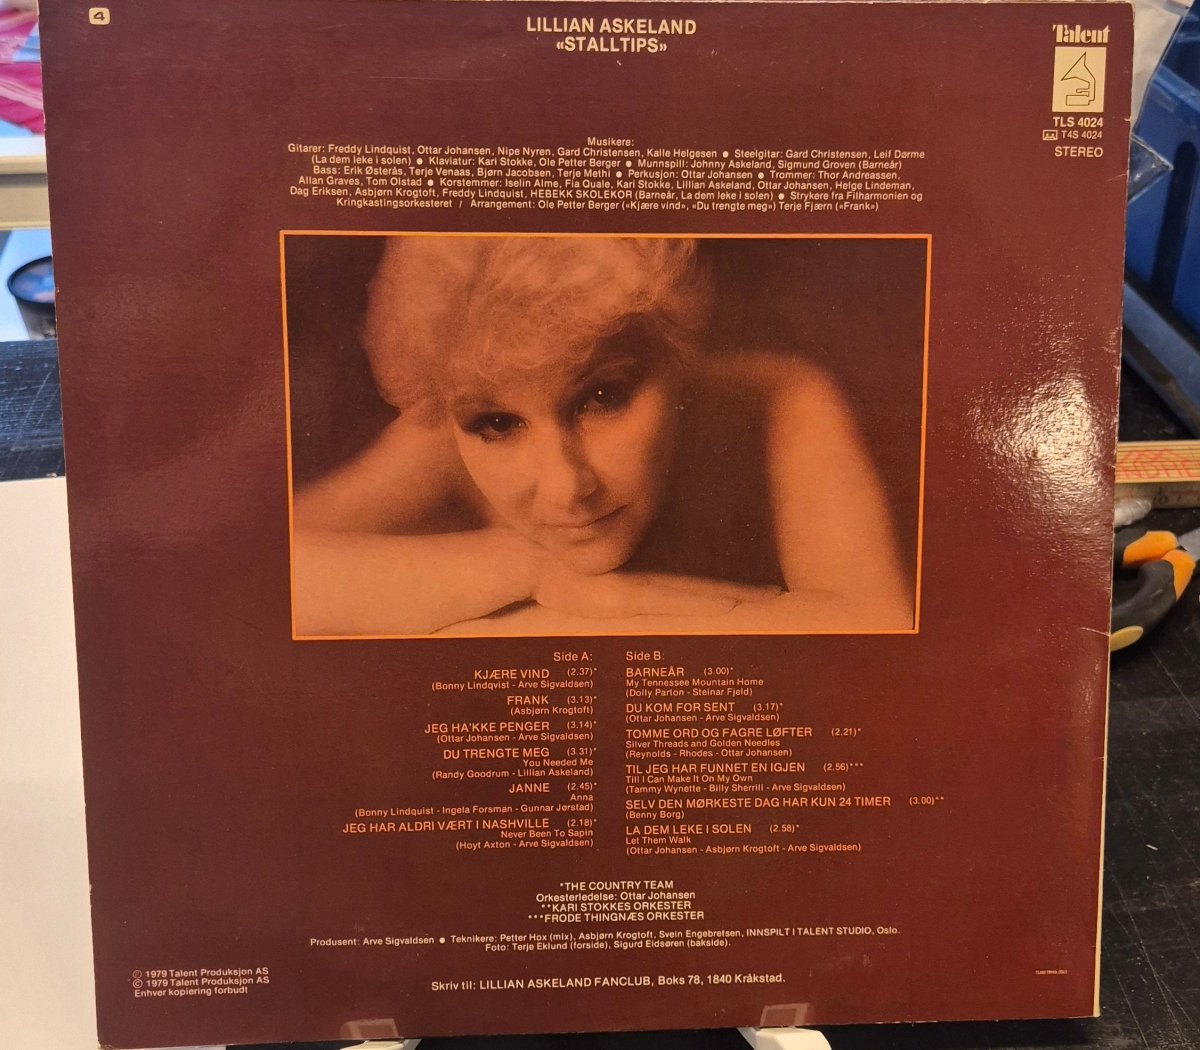 4
LILLIAN ASKELAND
«STALLTIPS»
Talent
TLS 4024
T4S 4024
STEREO
Musikere:
Gitarer: Freddy Lindquist, Ottar Johansen, Nipe Nyren, Gard Christensen, Kalle Helgesen ● Steelgitar: Gard Christensen, Leif Dørme
(La dem leke i solen) ● Klaviatur: Kari Stokke, Ole Petter Berger ● Munnspill: Johnny Askeland, Sigmund Groven (Barneår)
Bass: Erik Østerås, Terje Venaas, Bjørn Jacobsen, Terje Methi ● Perkusjon: Ottar Johansen ● Trommer: Thor Andreassen,
Allan Graves, Tom Olstad ● Korstemmer: Iselin Alme, Fia Quale, Kari Stokke, Lillian Askeland, Ottar Johansen, Helge Lindeman,
Dag Eriksen, Asbjørn Krogtoft, Freddy Lindquist, HEBEKK SKOLEKOR (Barneår, La dem leke i solen) ● Strykere fra Filharmonien og
Kringkastingsorkesteret / Arrangement: Ole Petter Berger («Kjære vind», «Du trengte meg») Terje Fjærn («Frank»)
Side A:
KJÆRE VIND (2.37)*
(Bonny Lindqvist - Arve Sigvaldsen)
FRANK (3.13)*
(Asbjørn Krogtoft)
JEG HA'KKE PENGER (3.14)*
(Ottar Johansen - Arve Sigvaldsen)
DU TRENGTE MEG (3.31)*
You Needed Me
(Randy Goodrum - Lillian Askeland)
JANNE (2.45)*
Anna
(Bonny Lindquist - Ingela Forsman - Gunnar Jørstad)
JEG HAR ALDRI VÆRT I NASHVILLE (2.18)*
Never Been To Sapin
(Hoyt Axton - Arve Sigvaldsen)
Side B:
BARNEÅR (3.00)*
My Tennessee Mountain Home
(Dolly Parton - Steinar Fjeld)
DU KOM FOR SENT (3.17)*
(Ottar Johansen - Arve Sigvaldsen)
TOMME ORD OG FAGRE LØFTER (2.21)*
Silver Threads and Golden Needles
(Reynolds - Rhodes - Ottar Johansen)
TIL JEG HAR FUNNET EN IGJEN (2.56)***
Till I Can Make It On My Own
(Tammy Wynette - Billy Sherrill - Arve Sigvaldsen)
SELV DEN MØRKESTE DAG HAR KUN 24 TIMER (3.00)**
(Benny Borg)
LA DEM LEKE I SOLEN (2.58)*
Let Them Walk
(Ottar Johansen - Asbjørn Krogtoft - Arve Sigvaldsen)
*THE COUNTRY TEAM
Orkesterledelse: Ottar Johansen
**KARI STOKKES ORKESTER
***FRODE THINGNÆS ORKESTER
Produsent: Arve Sigvaldsen ● Teknikere: Petter Hox (mix), Asbjørn Krogtoft, Svein Engebretsen, INNSPILT I TALENT STUDIO, Oslo.
Foto: Terje Eklund (forside), Sigurd Eidsøren (bakside).
Ⓟ 1979 Talent Produksjon AS
© 1979 Talent Produksjon AS
Enhver kopiering forbudt
Skriv til: LILLIAN ASKELAND FANCLUB, Boks 78, 1840 Kråkstad.